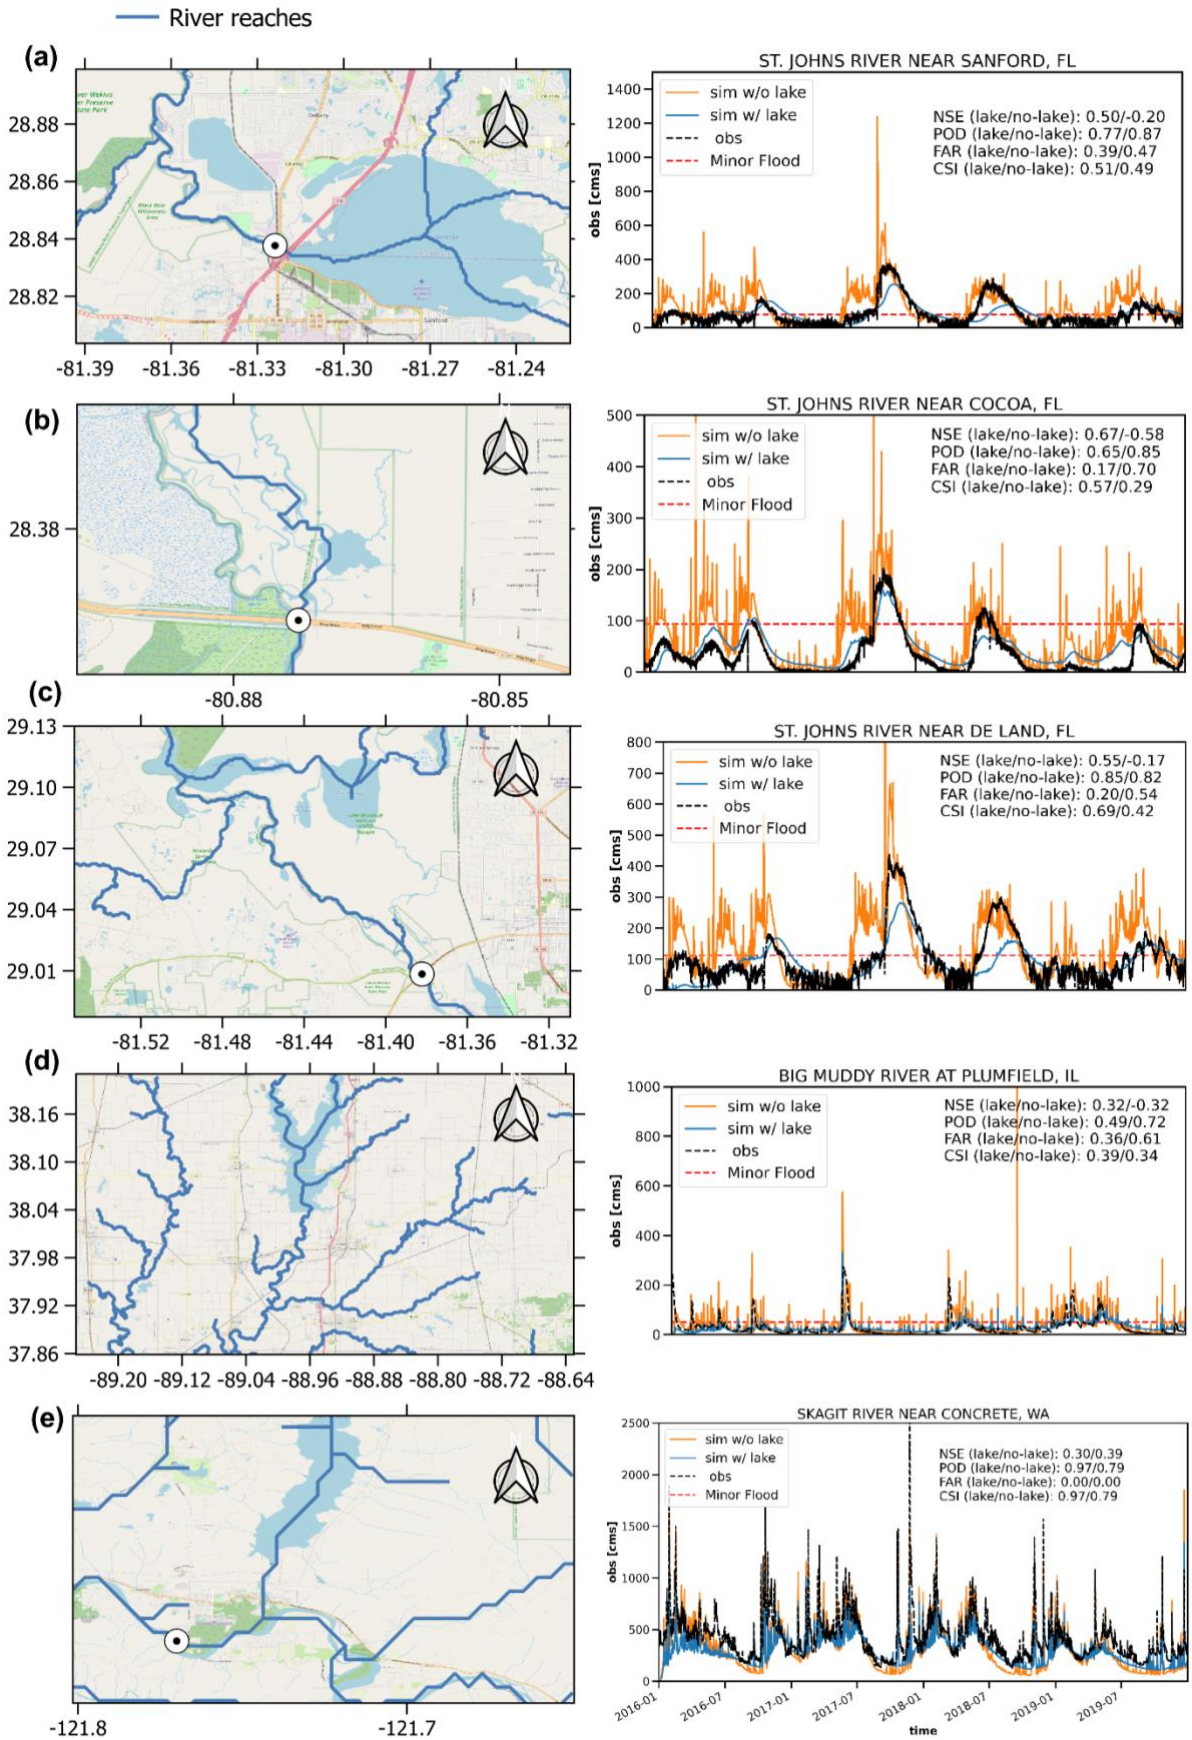 River reaches
(a)
28.88
28.86
28.84
28.82
-81.39 -81.36 -81.33 -81.30 -81.27 -81.24
N
DeBary
Sanford
ST. JOHNS RIVER NEAR SANFORD, FL
sim w/o lake
sim w/ lake
obs
Minor Flood
NSE (lake/no-lake): 0.50/-0.20
POD (lake/no-lake): 0.77/0.87
FAR (lake/no-lake): 0.39/0.47
CSI (lake/no-lake): 0.51/0.49
obs [cms]
1400
1200
1000
800
600
400
200
0
(b)
28.38
-80.88 -80.85
N
ST. JOHNS RIVER NEAR COCOA, FL
sim w/o lake
sim w/ lake
obs
Minor Flood
NSE (lake/no-lake): 0.67/-0.58
POD (lake/no-lake): 0.65/0.85
FAR (lake/no-lake): 0.17/0.70
CSI (lake/no-lake): 0.57/0.29
obs [cms]
500
400
300
200
100
0
(c)
29.13
29.10
29.07
29.04
29.01
-81.52 -81.48 -81.44 -81.40 -81.36 -81.32
N
ST. JOHNS RIVER NEAR DE LAND, FL
sim w/o lake
sim w/ lake
obs
Minor Flood
NSE (lake/no-lake): 0.55/-0.17
POD (lake/no-lake): 0.85/0.82
FAR (lake/no-lake): 0.20/0.54
CSI (lake/no-lake): 0.69/0.42
obs [cms]
800
700
600
500
400
300
200
100
0
(d)
38.16
38.10
38.04
37.98
37.92
37.86
-89.20 -89.12 -89.04 -88.96 -88.88 -88.80 -88.72 -88.64
N
BIG MUDDY RIVER AT PLUMFIELD, IL
sim w/o lake
sim w/ lake
obs
Minor Flood
NSE (lake/no-lake): 0.32/-0.32
POD (lake/no-lake): 0.49/0.72
FAR (lake/no-lake): 0.36/0.61
CSI (lake/no-lake): 0.39/0.34
obs [cms]
1000
800
600
400
200
0
(e)
-121.8 -121.7
N
SKAGIT RIVER NEAR CONCRETE, WA
sim w/o lake
sim w/ lake
obs
Minor Flood
NSE (lake/no-lake): 0.30/0.39
POD (lake/no-lake): 0.97/0.79
FAR (lake/no-lake): 0.00/0.00
CSI (lake/no-lake): 0.97/0.79
obs [cms]
2500
2000
1500
1000
500
0
2016-01 2016-07 2017-01 2017-07 2018-01 2018-07 2019-01 2019-07
time